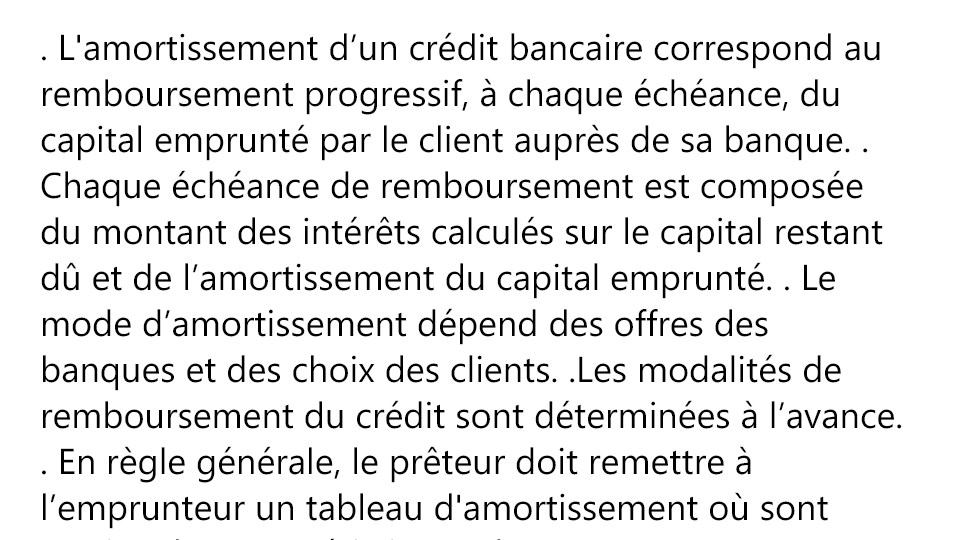 . L'amortissement d’un crédit bancaire correspond au
remboursement progressif, à chaque échéance, du
capital emprunté par le client auprès de sa banque. .
Chaque échéance de remboursement est composée
du montant des intérêts calculés sur le capital restant
dû et de l’amortissement du capital emprunté. . Le
mode d’amortissement dépend des offres des
banques et des choix des clients. .Les modalités de
remboursement du crédit sont déterminées à l’avance.
. En règle générale, le prêteur doit remettre à
l’emprunteur un tableau d'amortissement où sont